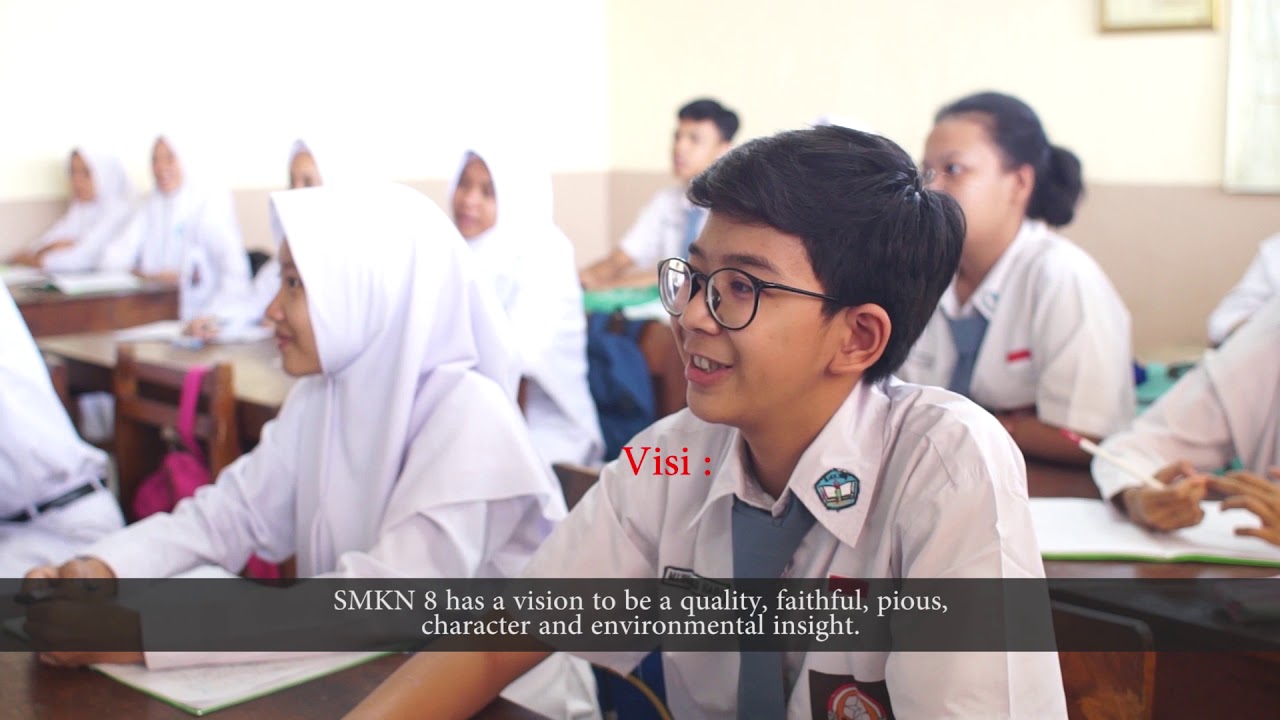 Visi :
SMKN 8 has a vision to be a quality, faithful, pious,
character and environmental insight.